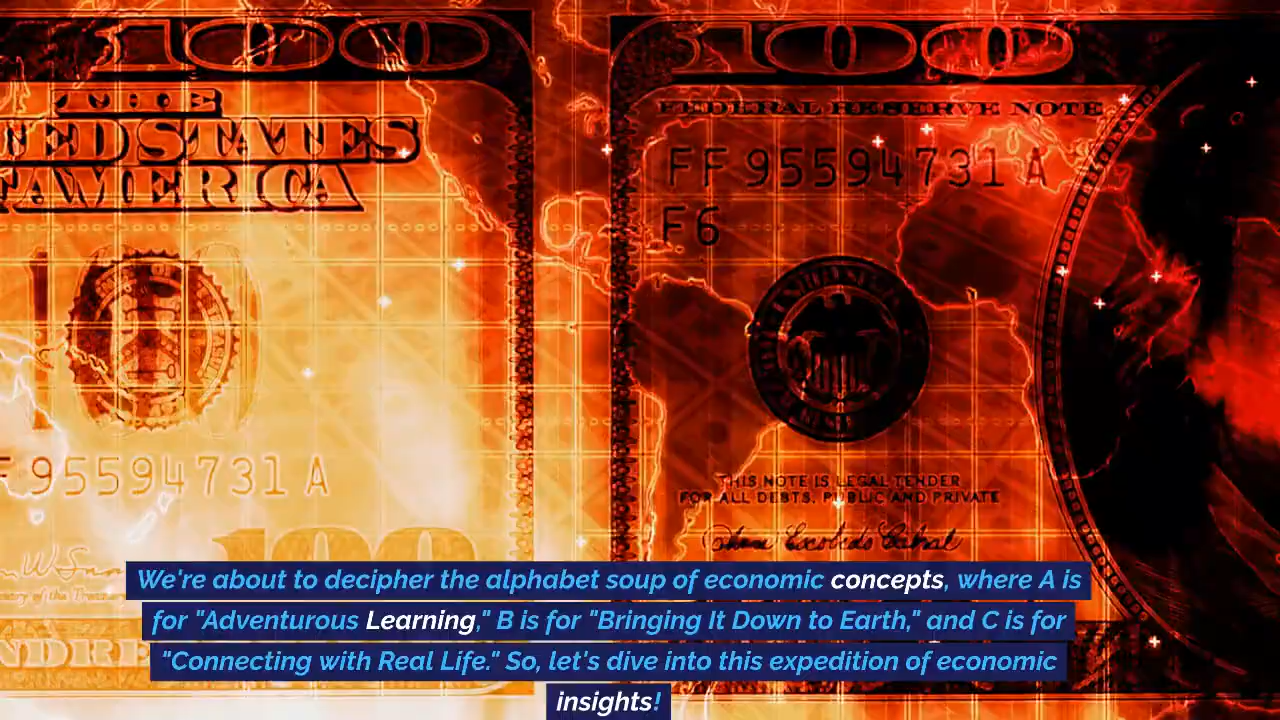 100
100
THE
TED STATES
AMERICA
FEDERAL RESERVE NOTE
FF 95594731 A
F6
F 95594731 A
THIS NOTE IS LEGAL TENDER
FOR ALL DEBTS, PUBLIC AND PRIVATE
100
We're about to decipher the alphabet soup of economic concepts, where A is
for "Adventurous Learning," B is for "Bringing It Down to Earth," and C is for
"Connecting with Real Life." So, let's dive into this expedition of economic
insights!